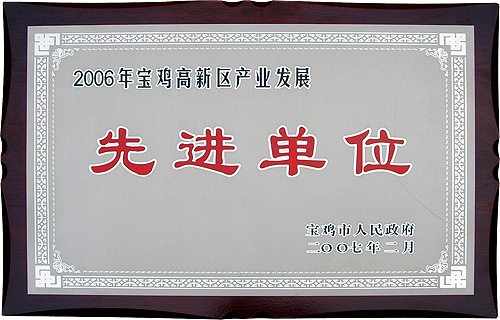 2006年宝鸡高新区产业发展
先进单位
宝鸡市人民政府
二〇〇七年二月